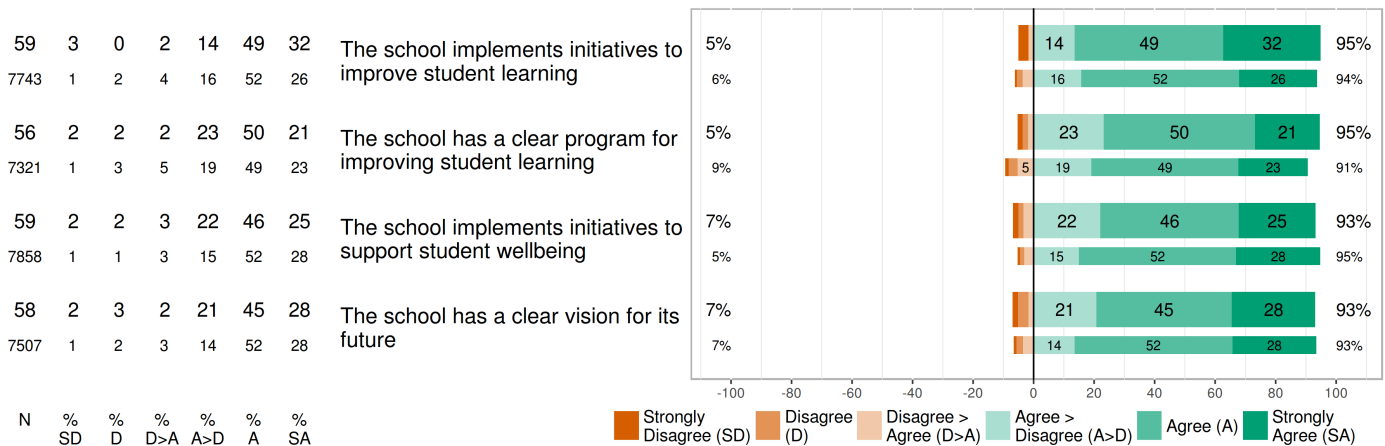 59 3 0 2 14 49 32 The school implements initiatives to 5% 14 49 32 95%
7743 1 2 4 16 52 26 improve student learning 6% 16 52 26 94%
56 2 2 2 23 50 21 The school has a clear program for 5% 23 50 21 95%
7321 1 3 5 19 49 23 improving student learning 9% 5 19 49 23 91%
59 2 2 3 22 46 25 The school implements initiatives to 7% 22 46 25 93%
7858 1 1 3 15 52 28 support student wellbeing 5% 15 52 28 95%
58 2 3 2 21 45 28 The school has a clear vision for its 7% 21 45 28 93%
7507 1 2 3 14 52 28 future 7% 14 52 28 93%
-100 -80 -60 -40 -20 0 20 40 60 80 100
N % % % % % %
SD D D>A A>D A SA
Strongly Disagree Disagree > Agree > Agree (A) Strongly
Disagree (SD) (D) Agree (D>A) Disagree (A>D) Agree (SA)